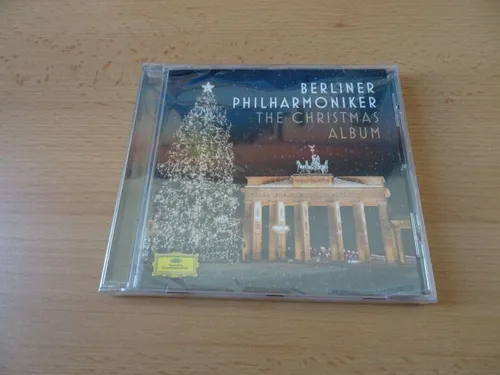 BERLINER
PHILHARMONIKER
THE CHRISTMAS
ALBUM